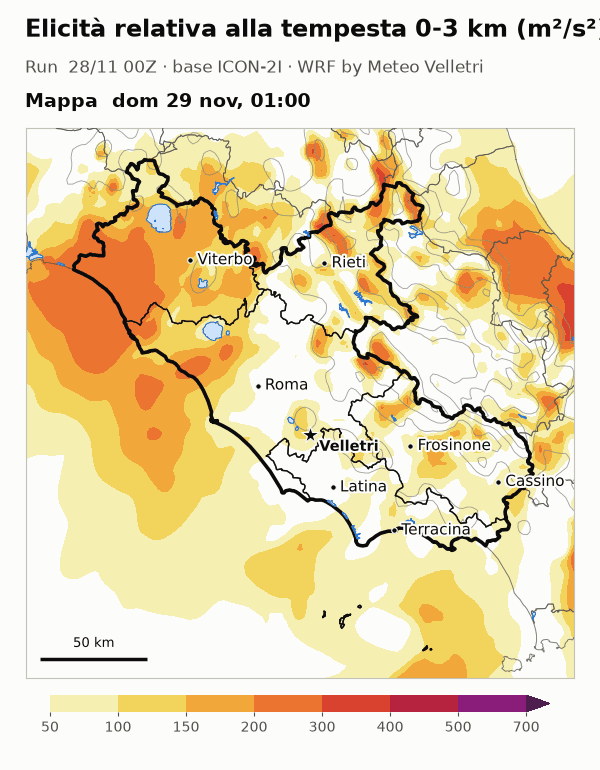 Elicità relativa alla tempesta 0-3 km (m²/s²)
Run  28/11 00Z · base ICON-2I · WRF by Meteo Velletri
Mappa  dom 29 nov, 01:00
Viterbo
Rieti
Roma
Velletri
Frosinone
Latina
Cassino
Terracina
50 km
50 100 150 200 300 400 500 700